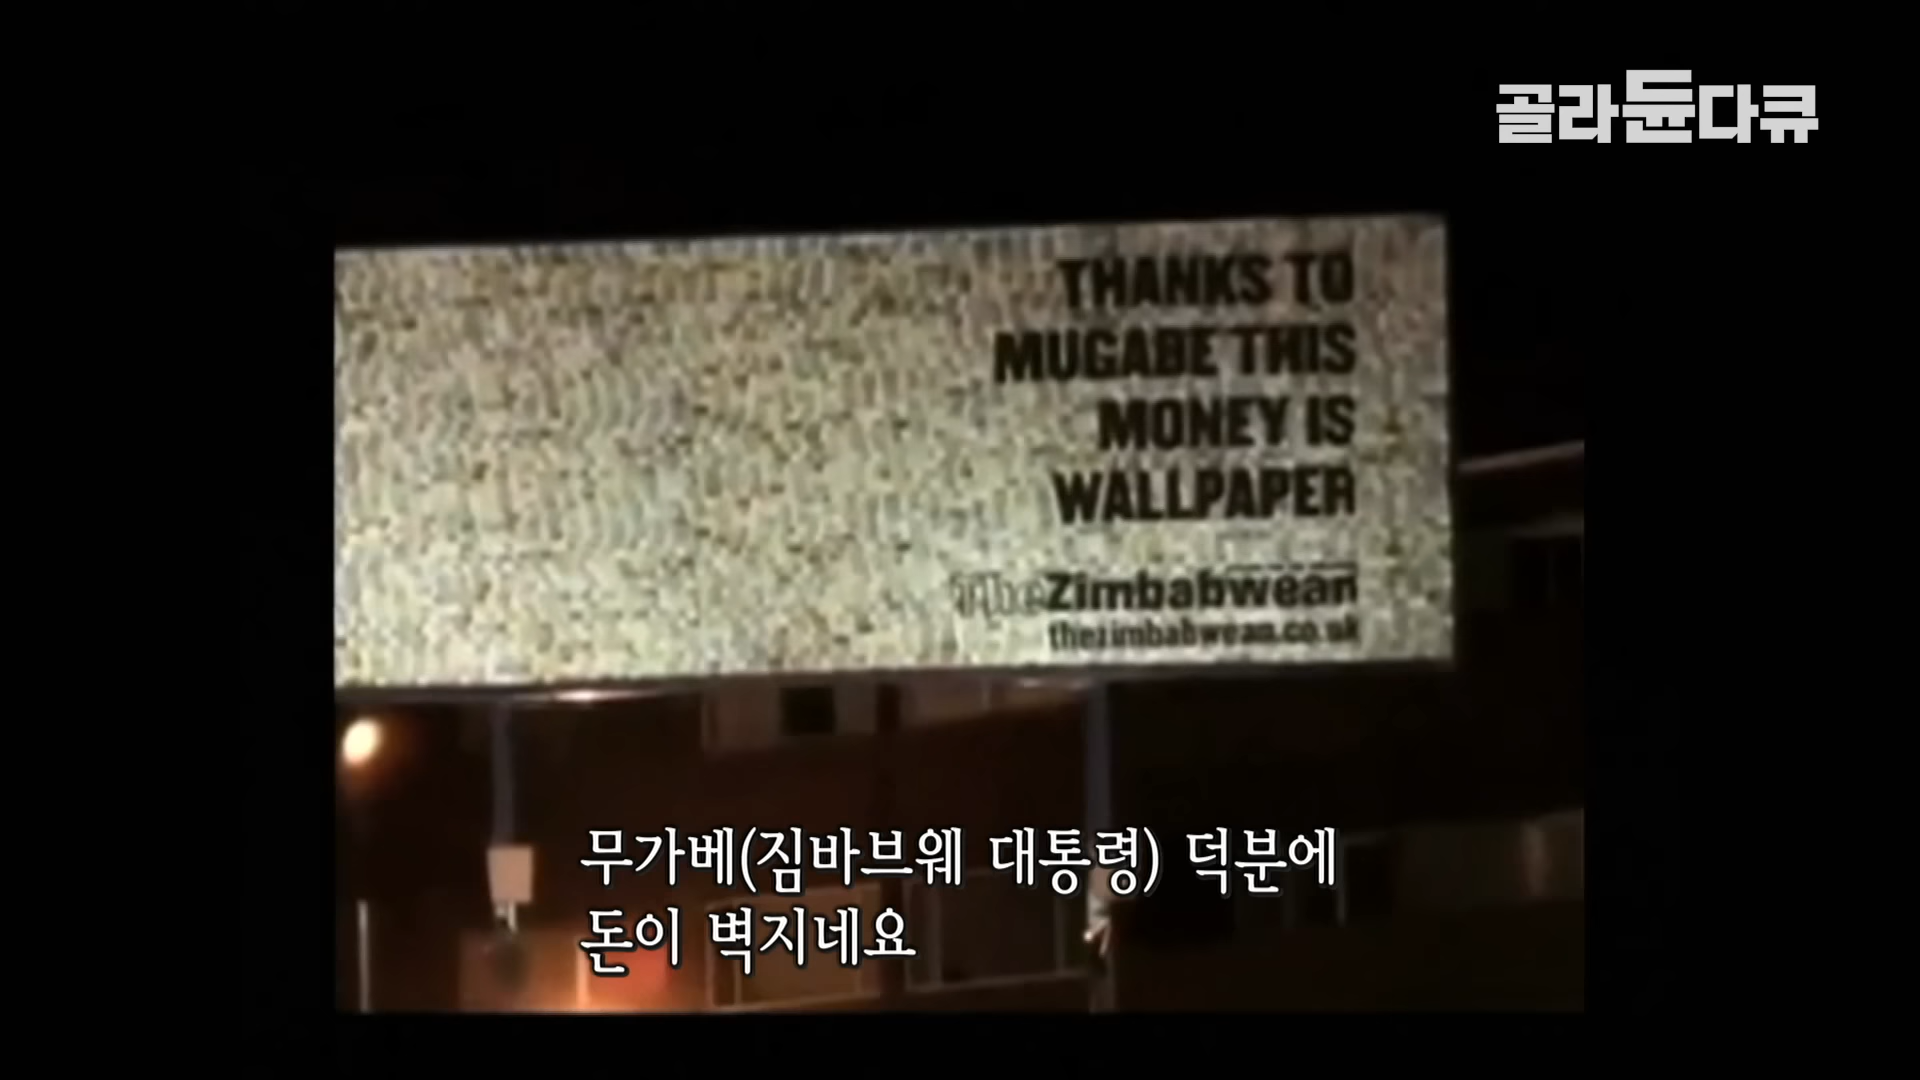 골라둔다큐
THANKS TO
MUGABE THIS
MONEY IS
WALLPAPER
TheZimbabwean
thezimbabwean.co.uk
무가베(짐바브웨 대통령) 덕분에
돈이 벽지네요